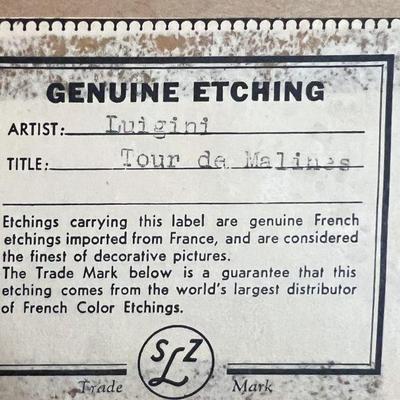 GENUINE ETCHING
ARTIST: Luigini
TITLE: Tour de Malines
Etchings carrying this label are genuine French
etchings imported from France, and are considered
the finest of decorative pictures.
The Trade Mark below is a guarantee that this
etching comes from the world's largest distributor
of French Color Etchings.
SLZ
Trade Mark